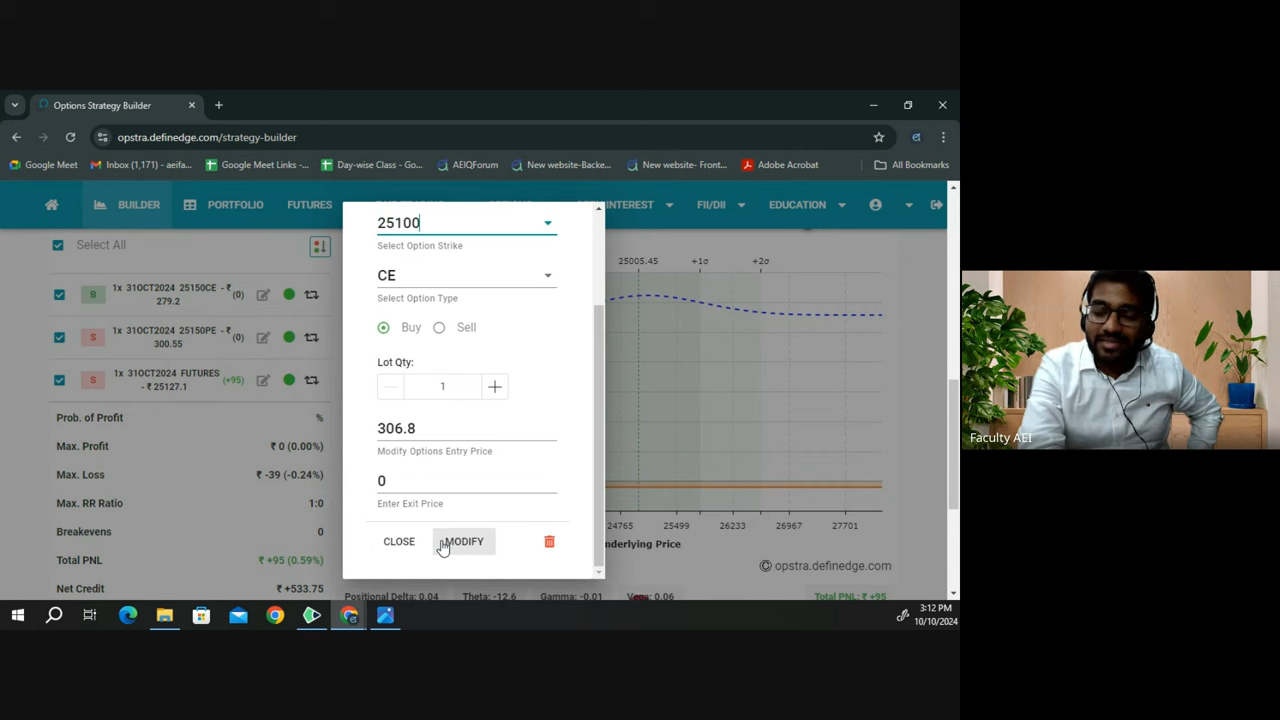 Options Strategy Builder
opstra.definedge.com/strategy-builder
Google Meet
Inbox (1,171) - aeifa...
Google Meet Links -...
Day-wise Class - Go...
AEIQForum
New website-Backe...
New website- Front...
Adobe Acrobat
All Bookmarks
BUILDER
PORTFOLIO
FUTURES
FII/DII
EDUCATION
Select All
1x 31OCT2024 25150CE - ₹
279.2
(0)
B
1x 31OCT2024 25150PE - ₹
300.55
(0)
S
1x 31OCT2024 FUTURES
- ₹ 25127.1
(+95)
S
Prob. of Profit %
Max. Profit ₹ 0 (0.00%)
Max. Loss ₹ -39 (-0.24%)
Max. RR Ratio 1:0
Breakevens 0
Total PNL ₹ +95 (0.59%)
Net Credit ₹ +533.75
25100
Select Option Strike
CE
Select Option Type
Buy Sell
Lot Qty:
1
306.8
Modify Options Entry Price
0
Enter Exit Price
CLOSE
MODIFY
25005.45 +1σ +2σ
24765 25499 26233 26967 27701
© opstra.definedge.com
Positional Delta: 0.04 Theta: -12.6 Gamma: -0.01 Vega: 0.06 Total PNL: ₹ +95
3:12 PM
10/10/2024
Faculty AEI